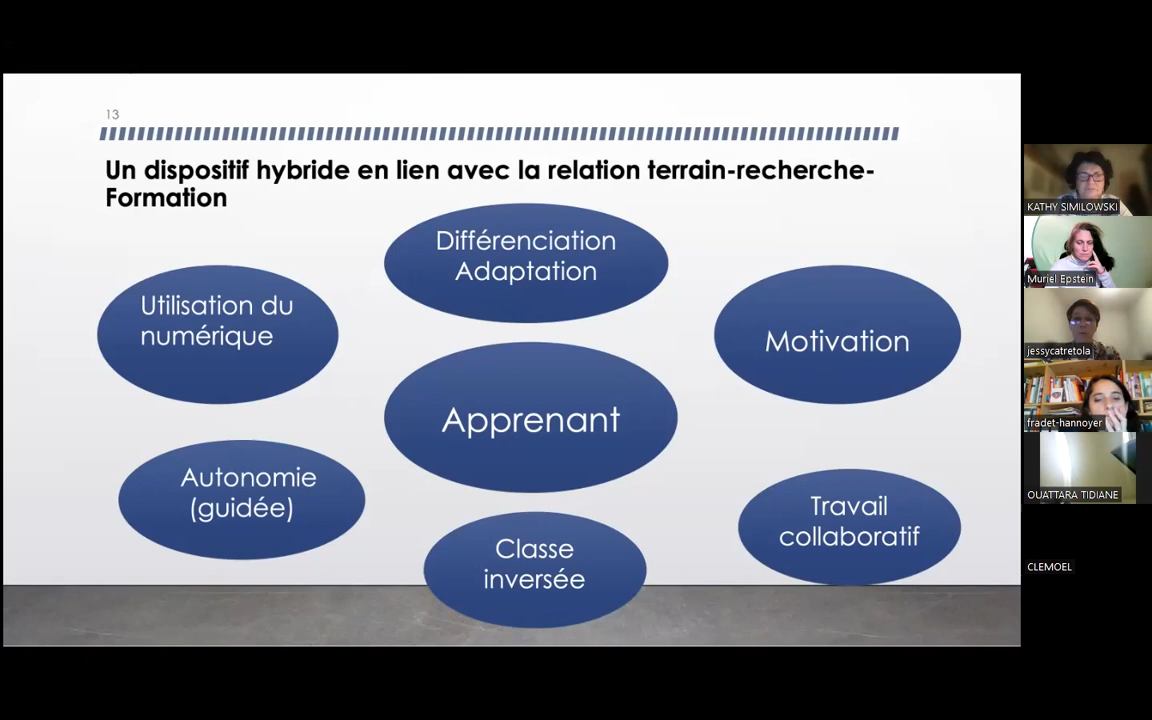 13
Un dispositif hybride en lien avec la relation terrain-recherche-
Formation
Différenciation
Adaptation
Utilisation du
numérique
Motivation
Apprenant
Autonomie
(guidée)
Travail
collaboratif
Classe
inversée
KATHY SIMILOWSKI
Muriel Epstein
jessycatretola
fradet-hannoyer
OUATTARA TIDIANE
CLEMOEL